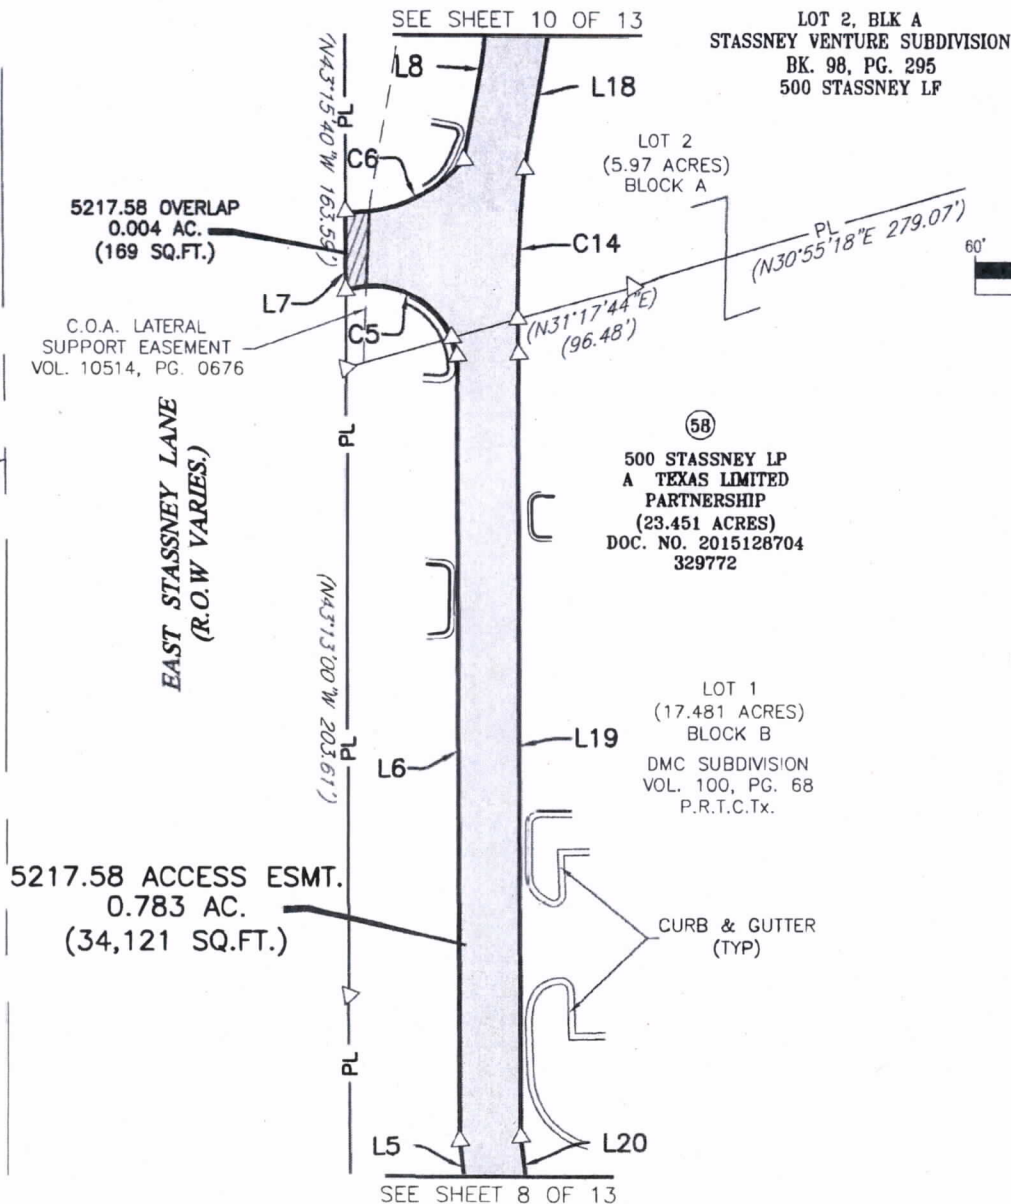 SEE SHEET 10 OF 13
LOT 2, BLK A
STASSNEY VENTURE SUBDIVISION
BK. 98, PG. 295
500 STASSNEY LF
L8
L18
PL
(N43°15'40"W 163.59')
C6
LOT 2
(5.97 ACRES)
BLOCK A
5217.58 OVERLAP
0.004 AC.
(169 SQ.FT.)
C14
PL
(N30°55'18"E 279.07')
60'
L7
C5
(N31°17'44"E)
(96.48')
C.O.A. LATERAL
SUPPORT EASEMENT
VOL. 10514, PG. 0676
PL
EAST STASSNEY LANE
(R.O.W VARIES.)
58
500 STASSNEY LP
A TEXAS LIMITED
PARTNERSHIP
(23.451 ACRES)
DOC. NO. 2015128704
329772
(N43°13'00"W 203.61')
PL
L6
L19
LOT 1
(17.481 ACRES)
BLOCK B
DMC SUBDIVISION
VOL. 100, PG. 68
P.R.T.C.Tx.
5217.58 ACCESS ESMT.
0.783 AC.
(34,121 SQ.FT.)
CURB & GUTTER
(TYP)
PL
L5
L20
SEE SHEET 8 OF 13